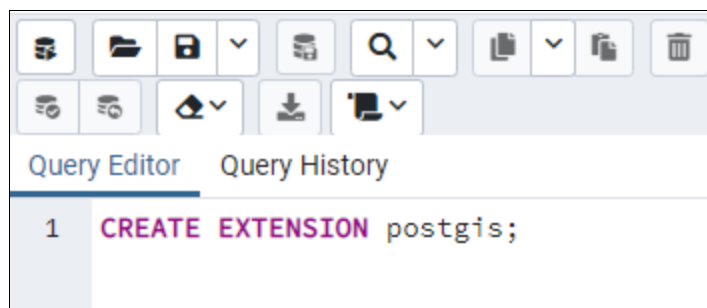 Query Editor Query History
1 CREATE EXTENSION postgis;